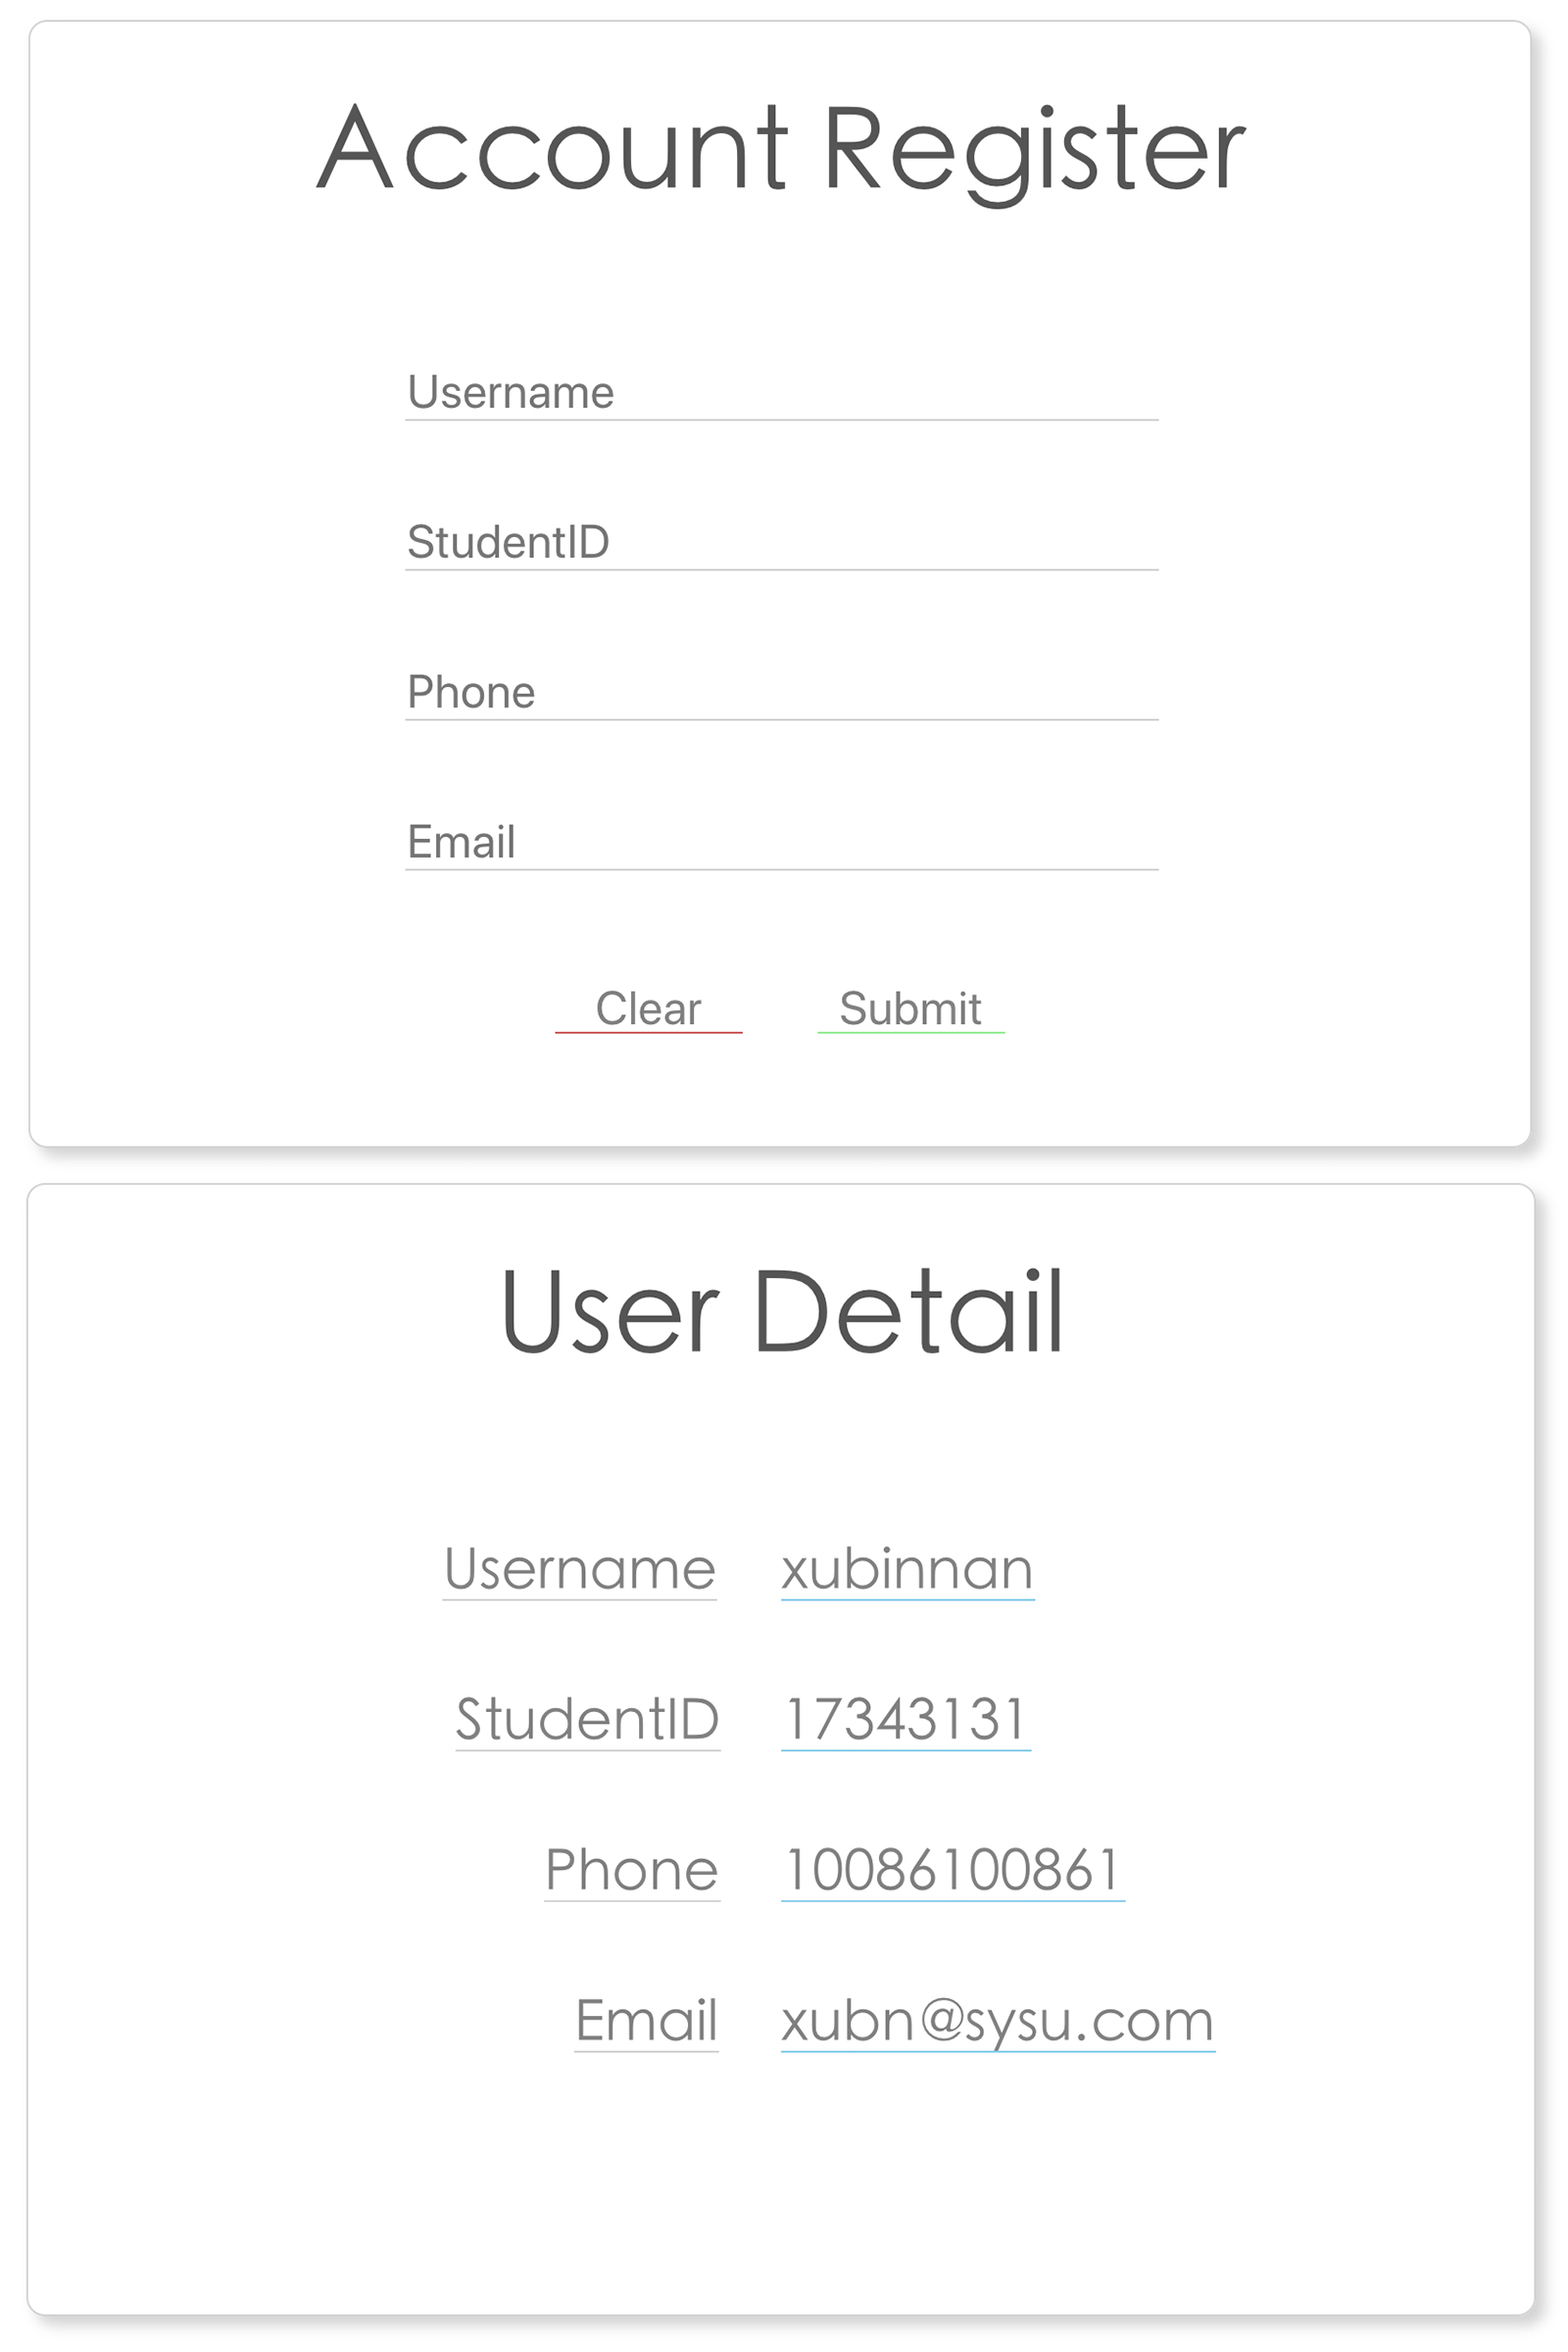 Account Register
Username
StudentID
Phone
Email
Clear Submit
User Detail
Username xubinnan
StudentID 17343131
Phone 10086100861
Email xubn@sysu.com